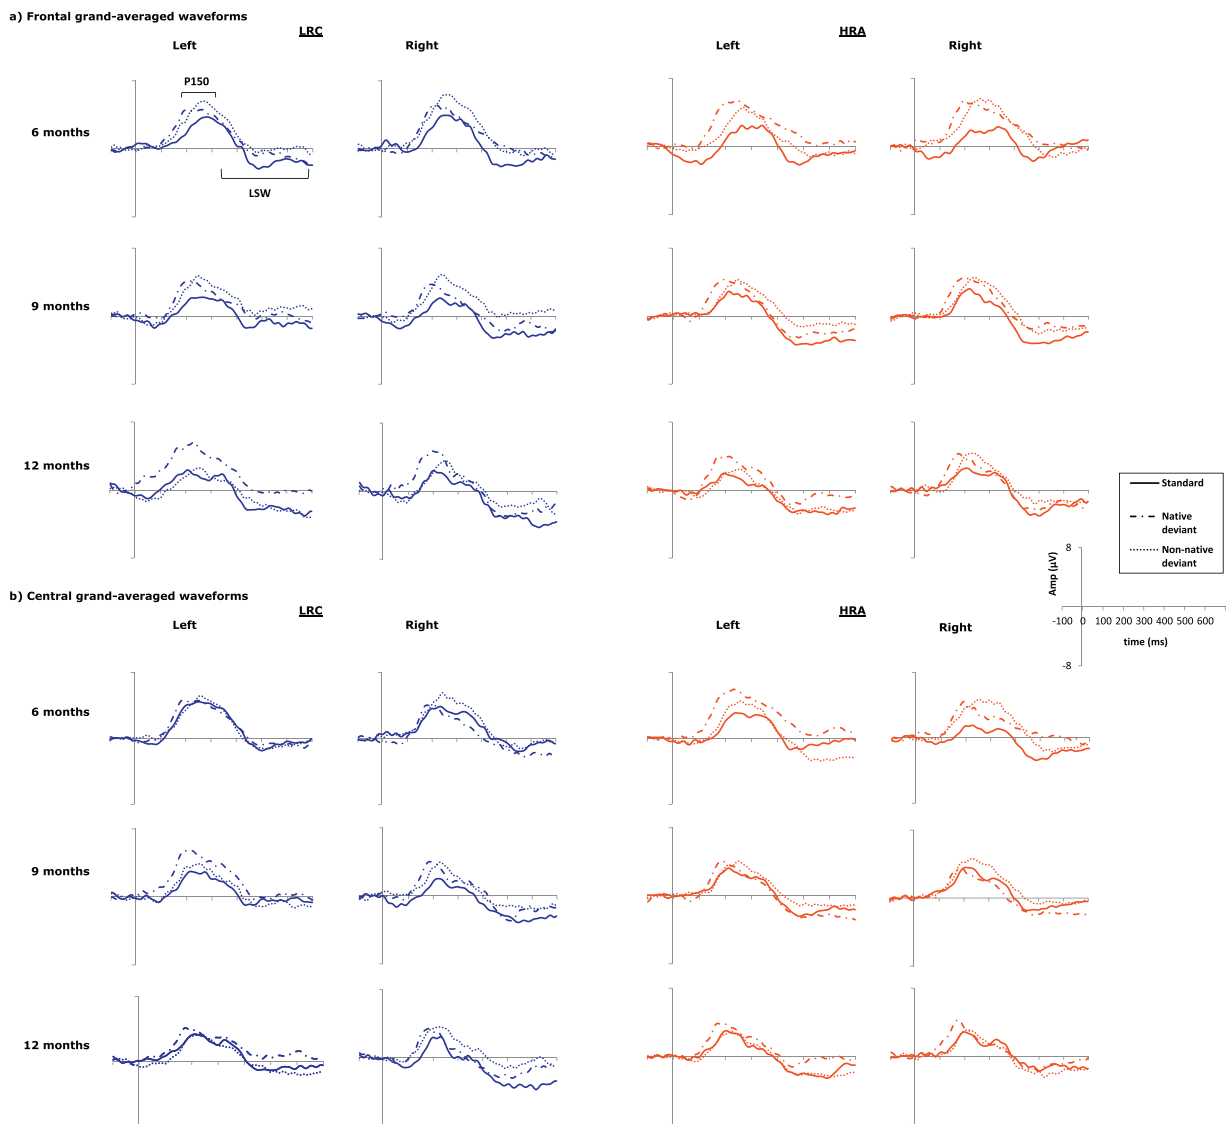 a) Frontal grand-averaged waveforms
LRC
HRA
Left
Right
Left
Right
P150
6 months
LSW
9 months
12 months
Standard
Native
deviant
Non-native
deviant
8
Amp (µV)
-100 0 100 200 300 400 500 600
time (ms)
-8
b) Central grand-averaged waveforms
LRC
HRA
Left
Right
Left
Right
6 months
9 months
12 months